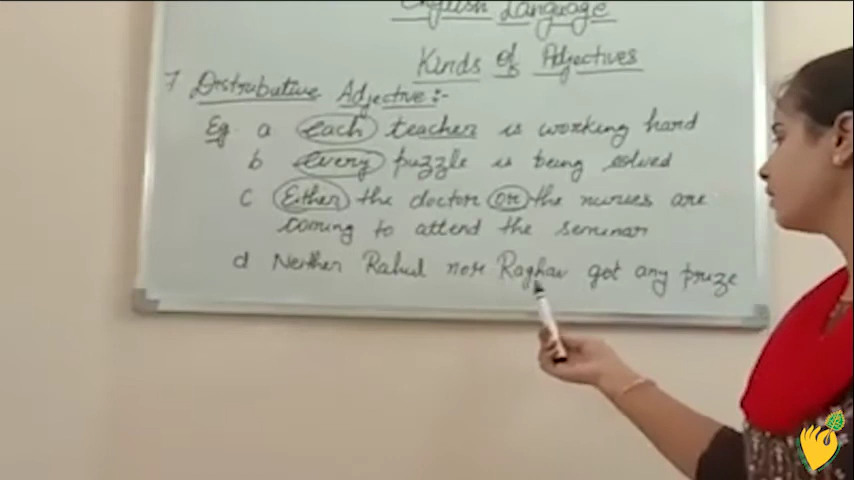 English Language
Kinds of Adjectives
7 Distributive Adjective :-
Eg. a each teacher is working hard
b every puzzle is being solved
c Either the doctor or the nurses are
coming to attend the seminar
d Neither Rahul nor Raghav got any prize